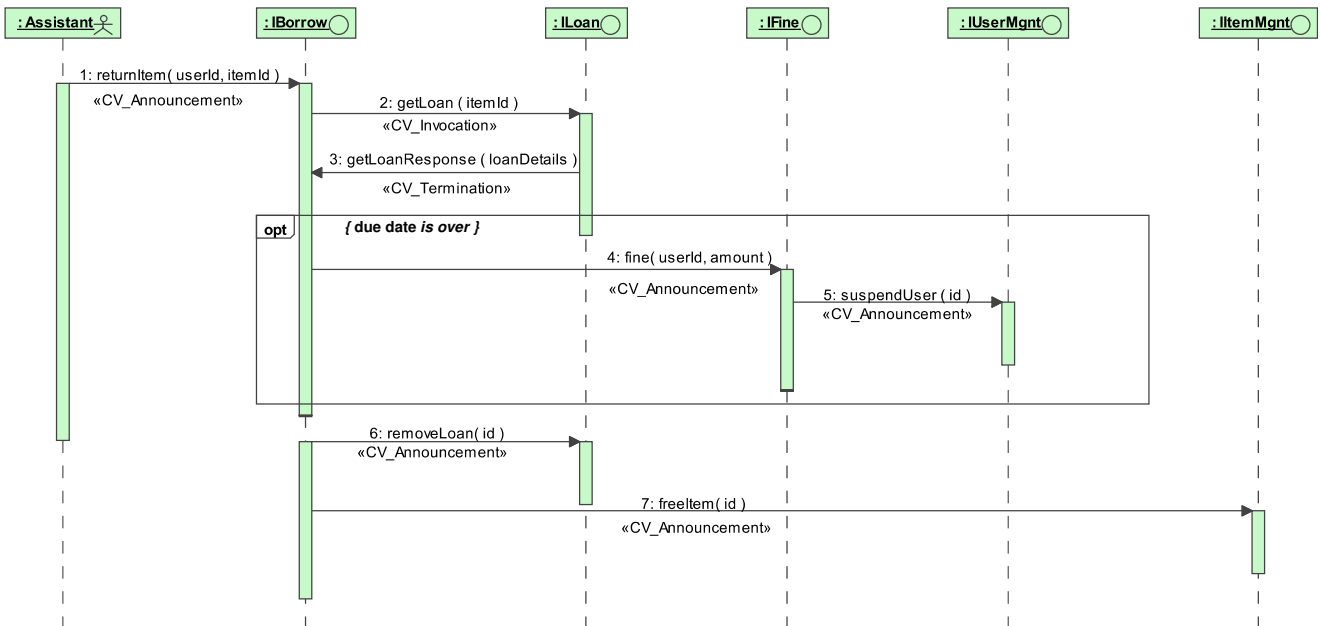 : Assistant
: IBorrow
: ILoan
: IFine
: IUserMgnt
: IItemMgnt
1: returnItem( userId, itemId )
«CV_Announcement»
2: getLoan ( itemId )
«CV_Invocation»
3: getLoanResponse ( loanDetails )
«CV_Termination»
opt
{ due date is over }
4: fine( userId, amount )
«CV_Announcement»
5: suspendUser ( id )
«CV_Announcement»
6: removeLoan( id )
«CV_Announcement»
7: freeItem( id )
«CV_Announcement»